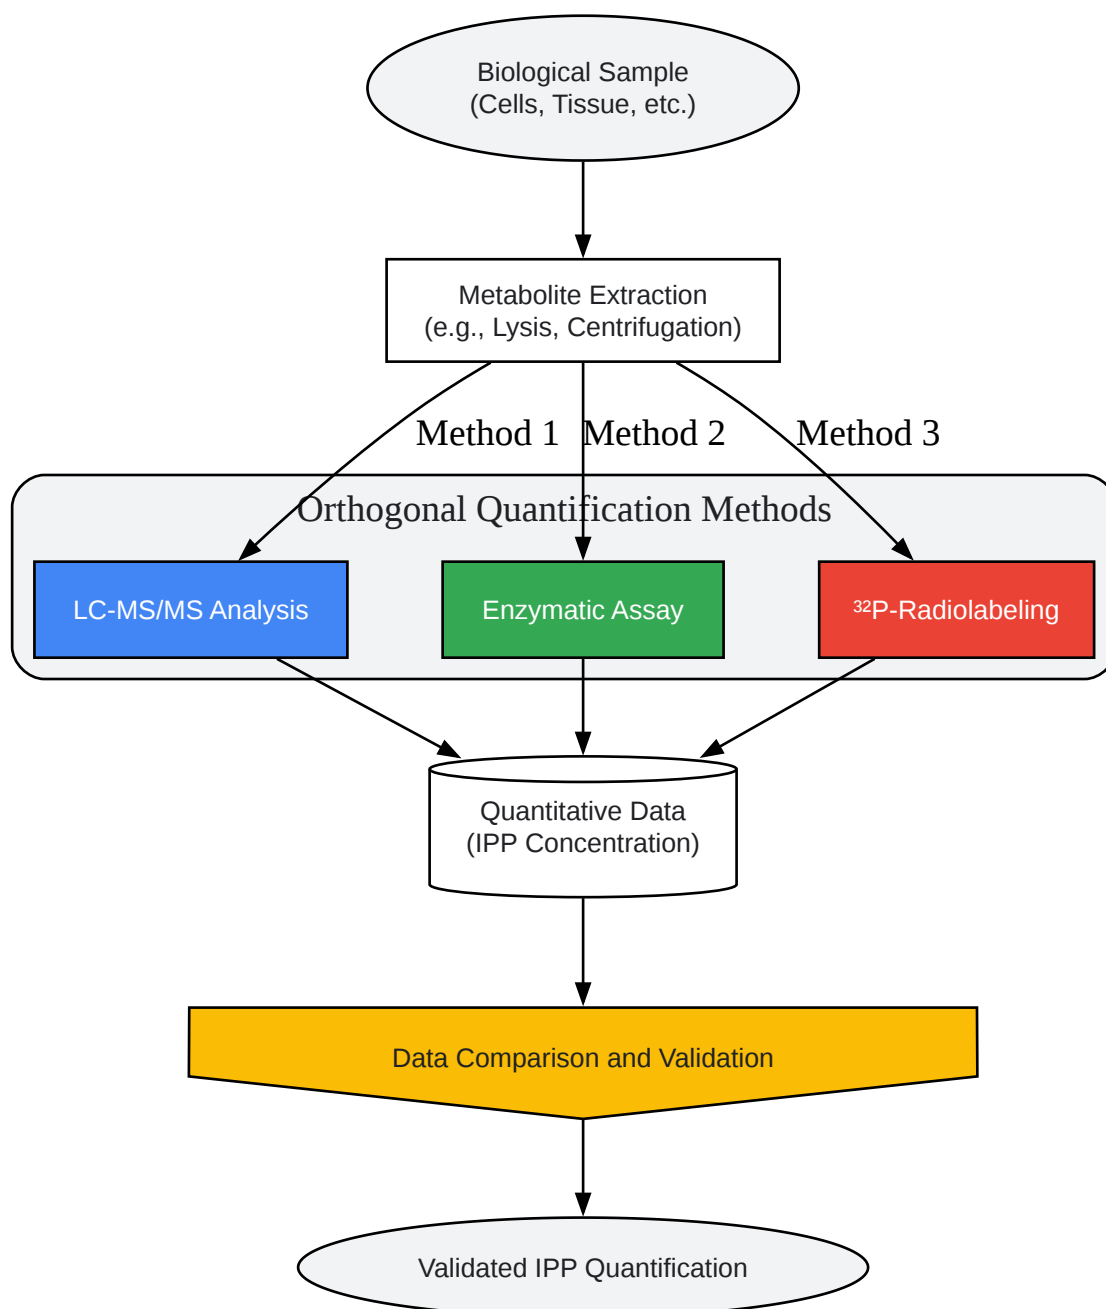 Biological Sample
(Cells, Tissue, etc.)
Metabolite Extraction
(e.g., Lysis, Centrifugation)
Method 1
Method 2
Method 3
Orthogonal Quantification Methods
LC-MS/MS Analysis
Enzymatic Assay
³²P-Radiolabeling
Quantitative Data
(IPP Concentration)
Data Comparison and Validation
Validated IPP Quantification